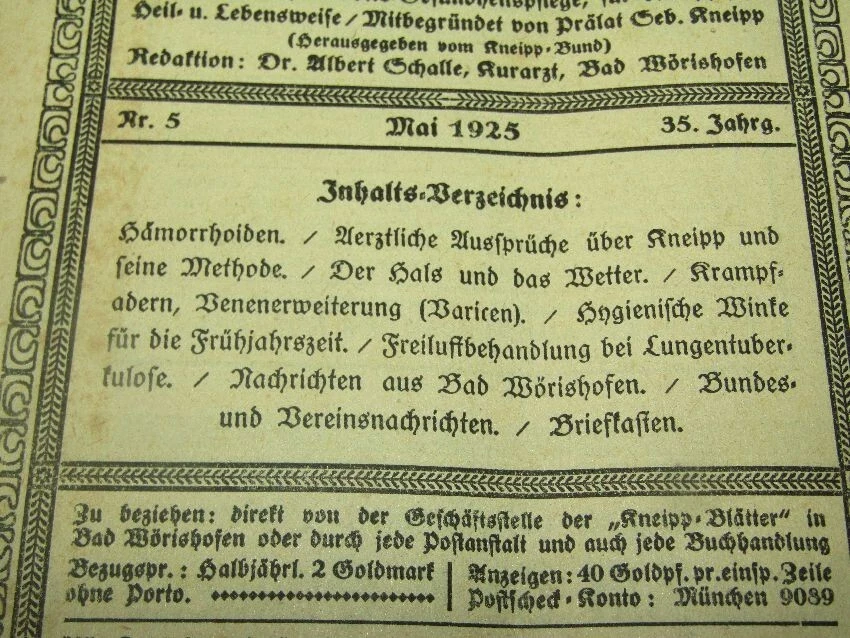 Gesundheitspflege,
Heil- u. Lebensweise / Mitbegründet von Prälat Seb. Kneipp
(Herausgegeben vom Kneipp-Bund)
Redaktion: Dr. Albert Schalle, Kurarzt, Bad Wörishofen
Nr. 5 Mai 1925 35. Jahrg.
Inhalts-Verzeichnis:
Hämorrhoiden. / Aerztliche Aussprüche über Kneipp und
seine Methode. / Der Hals und das Wetter. / Krampf-
adern, Venenerweiterung (Varicen). / Hygienische Winke
für die Frühjahrszeit. / Freiluftbehandlung bei Lungentuber-
kulose. / Nachrichten aus Bad Wörishofen. / Bundes-
und Vereinsnachrichten. / Briefkasten.
Zu beziehen: direkt von der Geschäftsstelle der „Kneipp-Blätter“ in
Bad Wörishofen oder durch jede Postanstalt und auch jede Buchhandlung
Bezugspr.: Halbjährl. 2 Goldmark
ohne Porto.
Anzeigen: 40 Goldpf. pr. einsp. Zeile
Postscheck-Konto: München 9089